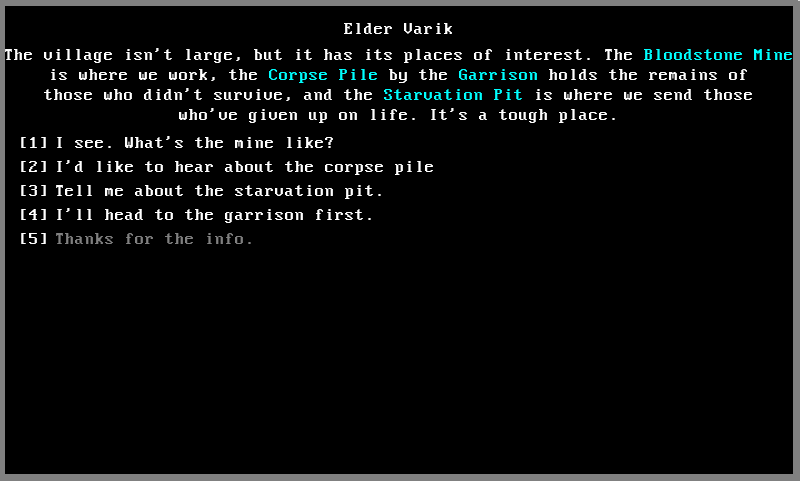 Elder Varik
The village isn't large, but it has its places of interest. The Bloodstone Mine
is where we work, the Corpse Pile by the Garrison holds the remains of
those who didn't survive, and the Starvation Pit is where we send those
who've given up on life. It's a tough place.
[1] I see. What's the mine like?
[2] I'd like to hear about the corpse pile
[3] Tell me about the starvation pit.
[4] I'll head to the garrison first.
[5] Thanks for the info.